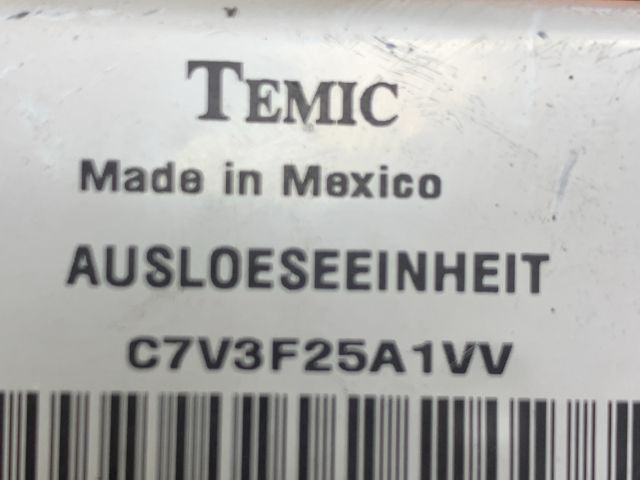 TEMIC
Made in Mexico
AUSLOESEEINHEIT
C7V3F25A1VV